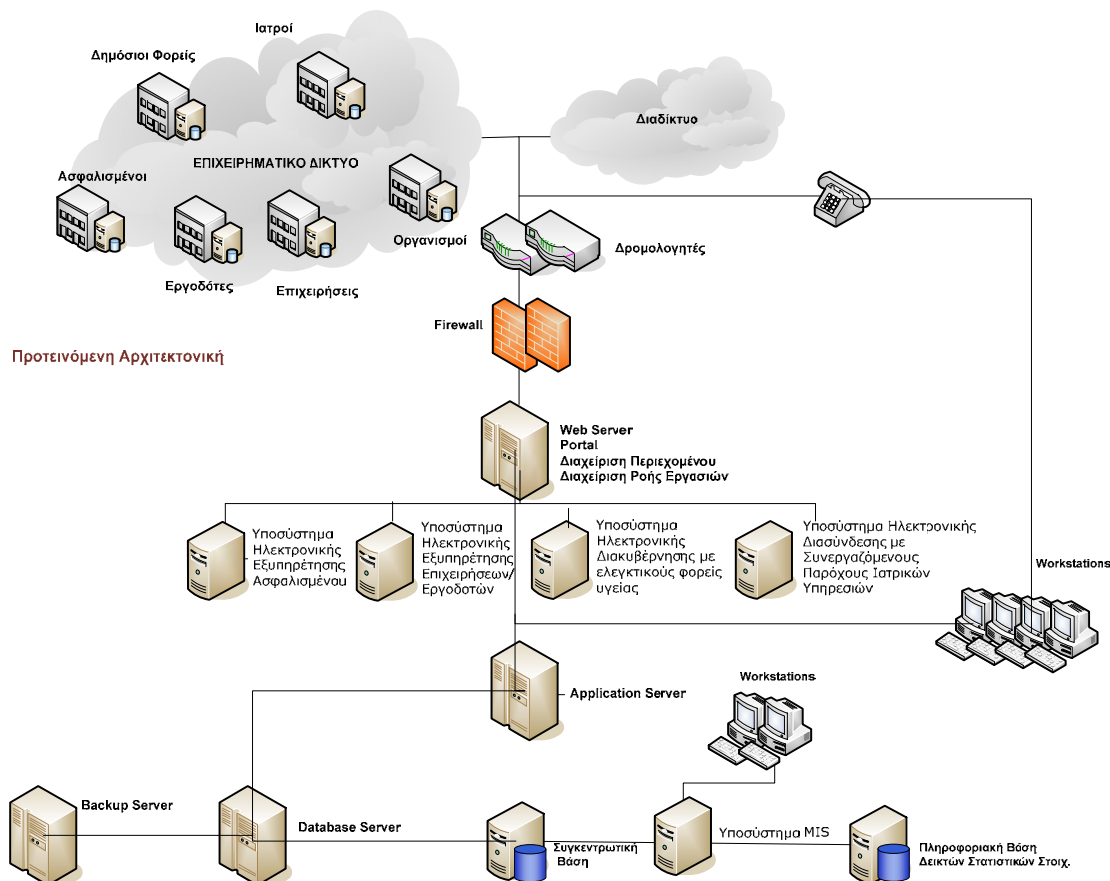 Ιατροί
Δημόσιοι Φορείς
Διαδίκτυο
ΕΠΙΧΕΙΡΗΜΑΤΙΚΟ ΔΙΚΤΥΟ
Ασφαλισμένοι
Οργανισμοί
Δρομολογητές
Εργοδότες
Επιχειρήσεις
Firewall
Προτεινόμενη Αρχιτεκτονική
Web Server
Portal
Διαχείριση Περιεχομένου
Διαχείριση Ροής Εργασιών
Υποσύστημα
Ηλεκτρονικής
Εξυπηρέτησης
Ασφαλισμέναu
Υποσύστημα
Ηλεκτρονικής
Εξυπηρέτησης
Επιχειρήσεων/
Εργοδοτών
Υποσύστημα
Ηλεκτρονικής
Διακυβέρνησης με
ελεγκτικούς φορείς
υγείας
Υποσύστημα Ηλεκτρονικής
Διασύνδεσης με
Συνεργαζόμενους
Παρόχους Ιατρικών
Υπηρεσιών
Workstations
Application Server
Workstations
Backup Server
Database Server
Συγκεντρωτική
Βάση
Υποσύστημα MIS
Πληροφοριακή Βάση
Δεικτών Στατιστικών Στοιχ.